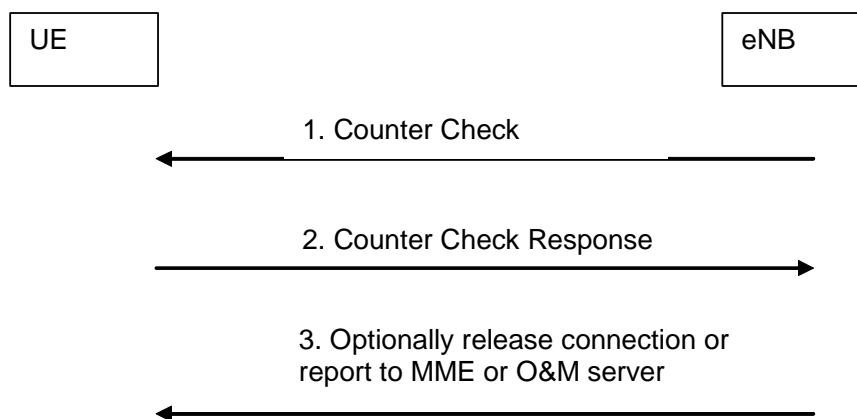 UE
eNB
1. Counter Check
2. Counter Check Response
3. Optionally release connection or
report to MME or O&M server